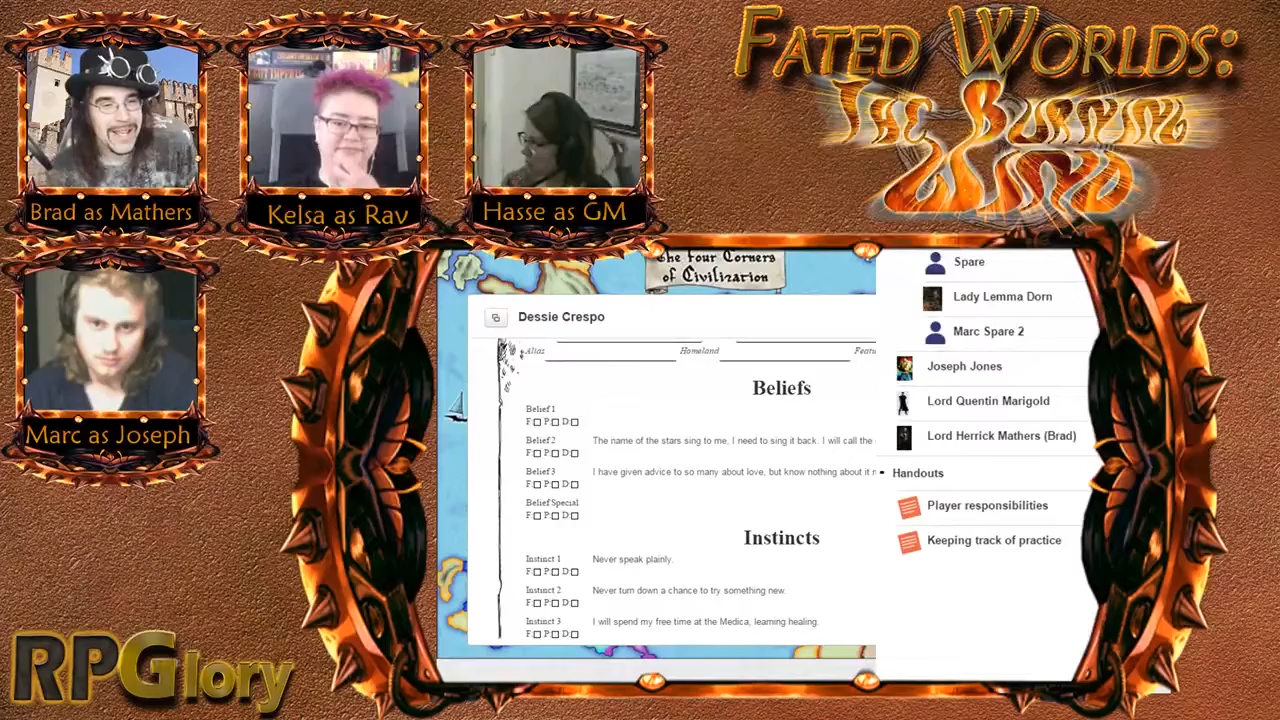 FATED WORLDS:
THE BURNING WIND
Brad as Mathers
Kelsa as Rav
Hasse as GM
Marc as Joseph
The Four Corners
of Civilization
Dessie Crespo
Alias
Homeland
Featu
Beliefs
Belief 1
F: P: D:
Belief 2
The name of the stars sing to me, I need to sing it back. I will call the
F: P: D:
Belief 3
I have given advice to so many about love, but know nothing about it
F: P: D:
Belief Special
F: P: D:
Instincts
Instinct 1
Never speak plainly.
F: P: D:
Instinct 2
Never turn down a chance to try something new.
F: P: D:
Instinct 3
I will spend my free time at the Medica, learning healing.
F: P: D:
Spare
Lady Lemma Dorn
Marc Spare 2
Joseph Jones
Lord Quentin Marigold
Lord Herrick Mathers (Brad)
Handouts
Player responsibilities
Keeping track of practice
RPGlory